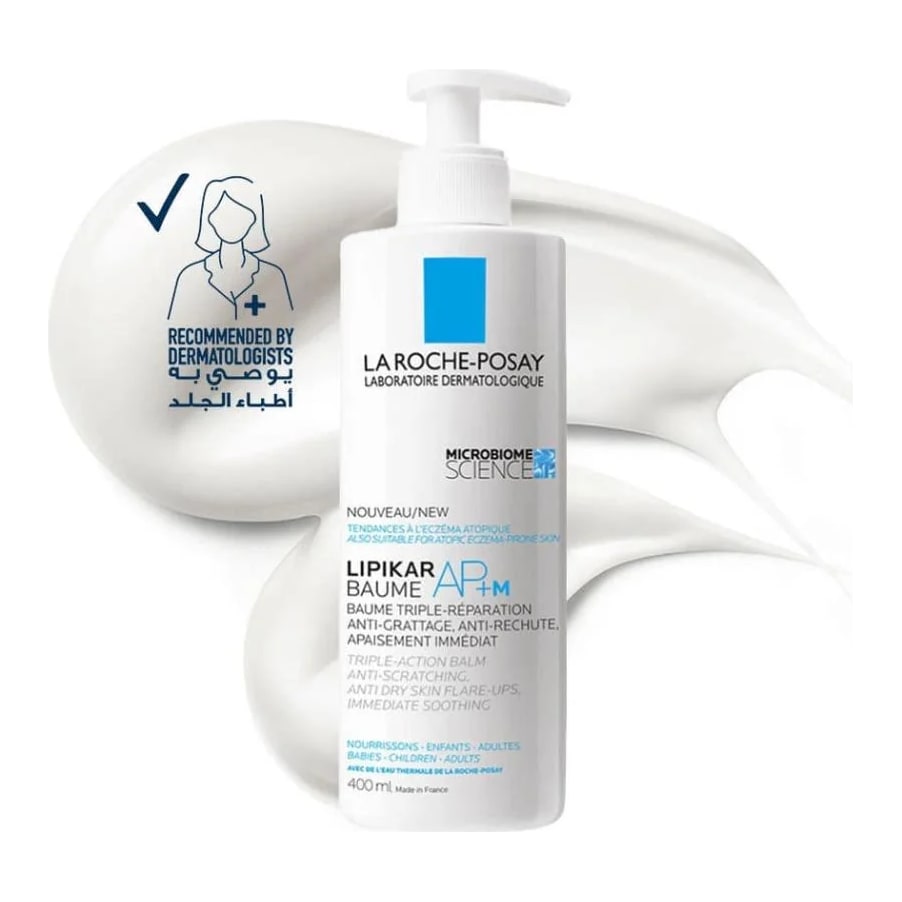 RECOMMENDED BY
DERMATOLOGISTS
يوصي به
أطباء الجلد
LA ROCHE-POSAY
LABORATOIRE DERMATOLOGIQUE
MICROBIOME
SCIENCE
NOUVEAU/NEW
TENDANCES À L'ECZÉMA ATOPIQUE
ALSO SUITABLE FOR ATOPIC ECZEMA-PRONE SKIN
LIPIKAR
BAUME AP+M
BAUME TRIPLE-RÉPARATION
ANTI-GRATTAGE, ANTI-RECHUTE,
APAISEMENT IMMÉDIAT
TRIPLE-ACTION BALM
ANTI-SCRATCHING,
ANTI DRY SKIN FLARE-UPS,
IMMEDIATE SOOTHING
NOURRISSONS - ENFANTS - ADULTES
BABIES - CHILDREN - ADULTS
AVEC DE L'EAU THERMALE DE LA ROCHE-POSAY
400 ml Made in France